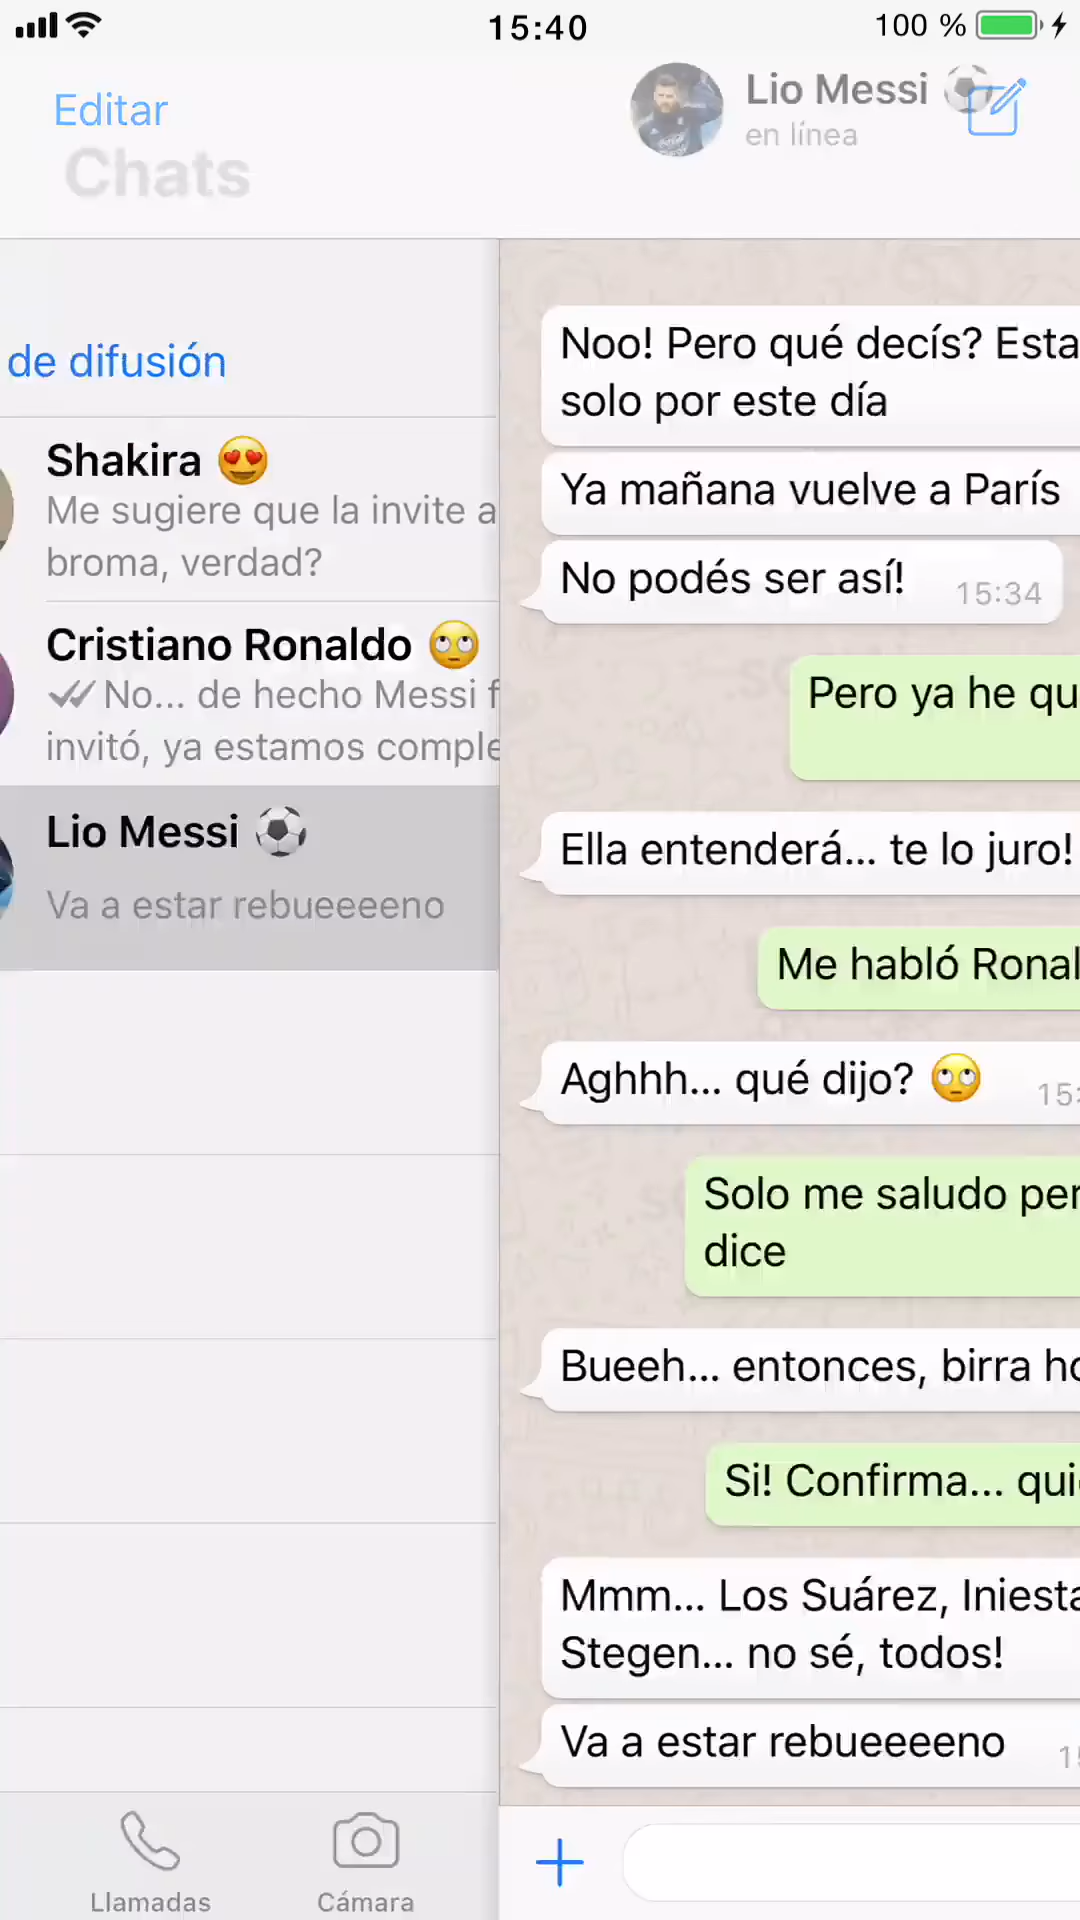 15:40
100 %
Editar
Chats
Lio Messi
en línea
de difusión
Shakira 😍
Me sugiere que la invite a
broma, verdad?
Cristiano Ronaldo 🙄
No... de hecho Messi f
invitó, ya estamos comple
Lio Messi ⚽
Va a estar rebueeeeno
Llamadas
Cámara
Noo! Pero qué decís? Esta
solo por este día
Ya mañana vuelve a París
No podés ser así!
15:34
Pero ya he qu
Ella entenderá... te lo juro!
Me habló Ronal
Aghhh... qué dijo? 🙄
15:
Solo me saludo per
dice
Bueeh... entonces, birra ho
Si! Confirma... quie
Mmm... Los Suárez, Iniesta
Stegen... no sé, todos!
Va a estar rebueeeeno
15